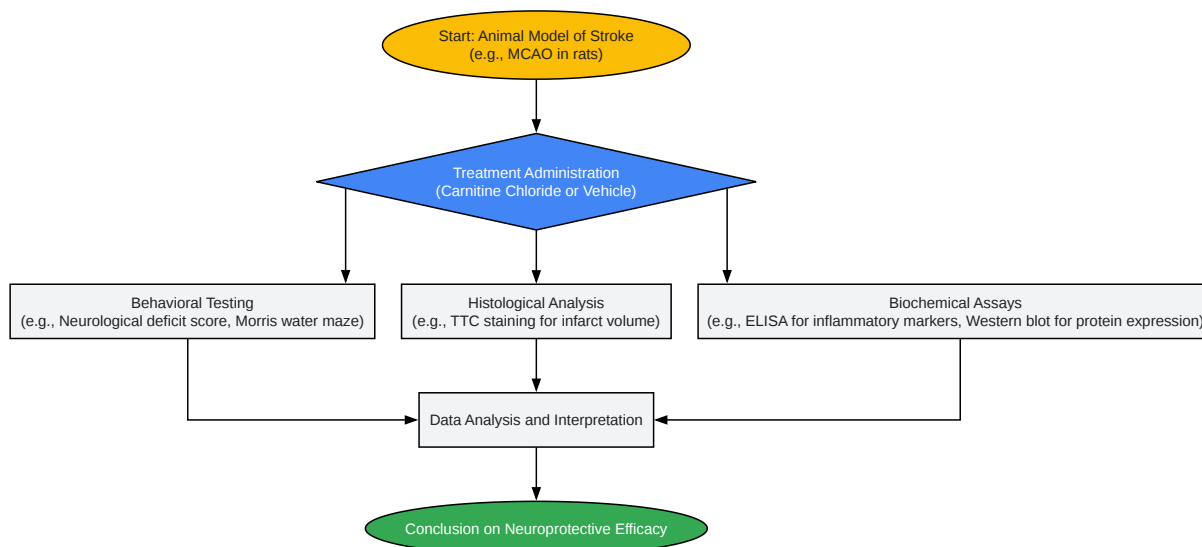 Start: Animal Model of Stroke
(e.g., MCAO in rats)
Treatment Administration
(Carnitine Chloride or Vehicle)
Behavioral Testing
(e.g., Neurological deficit score, Morris water maze)
Histological Analysis
(e.g., TTC staining for infarct volume)
Biochemical Assays
(e.g., ELISA for inflammatory markers, Western blot for protein expression)
Data Analysis and Interpretation
Conclusion on Neuroprotective Efficacy